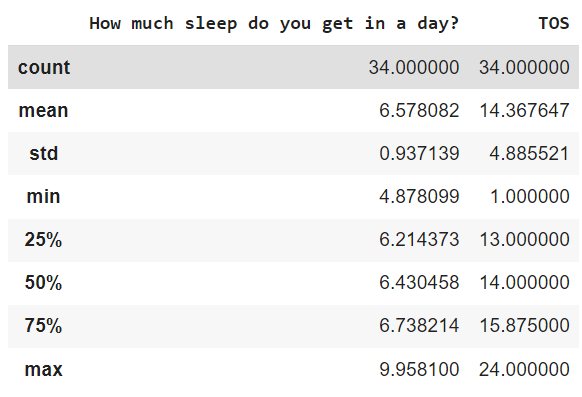 How much sleep do you get in a day? TOS
count 34.000000 34.000000
mean 6.578082 14.367647
std 0.937139 4.885521
min 4.878099 1.000000
25% 6.214373 13.000000
50% 6.430458 14.000000
75% 6.738214 15.875000
max 9.958100 24.000000